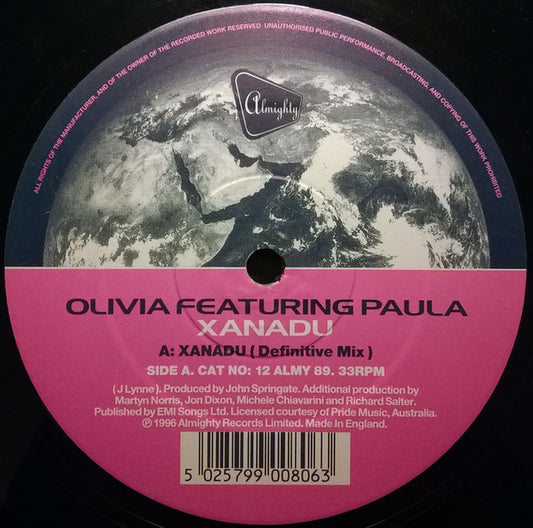 ALL RIGHTS OF THE MANUFACTURER, AND OF THE OWNER OF THE RECORDED WORK RESERVED UNAUTHORISED PUBLIC PERFORMANCE, BROADCASTING, AND COPYING OF THIS WORK PROHIBITED
Almighty
OLIVIA FEATURING PAULA
XANADU
A: XANADU ( Definitive Mix )
SIDE A. CAT NO: 12 ALMY 89. 33RPM
( J Lynne ). Produced by John Springate. Additional production by
Martyn Norris, Jon Dixon, Michele Chiavarini and Richard Salter.
Published by EMI Songs Ltd. Licensed courtesy of Pride Music, Australia.
℗ 1996 Almighty Records Limited. Made In England.
5 025799 008063